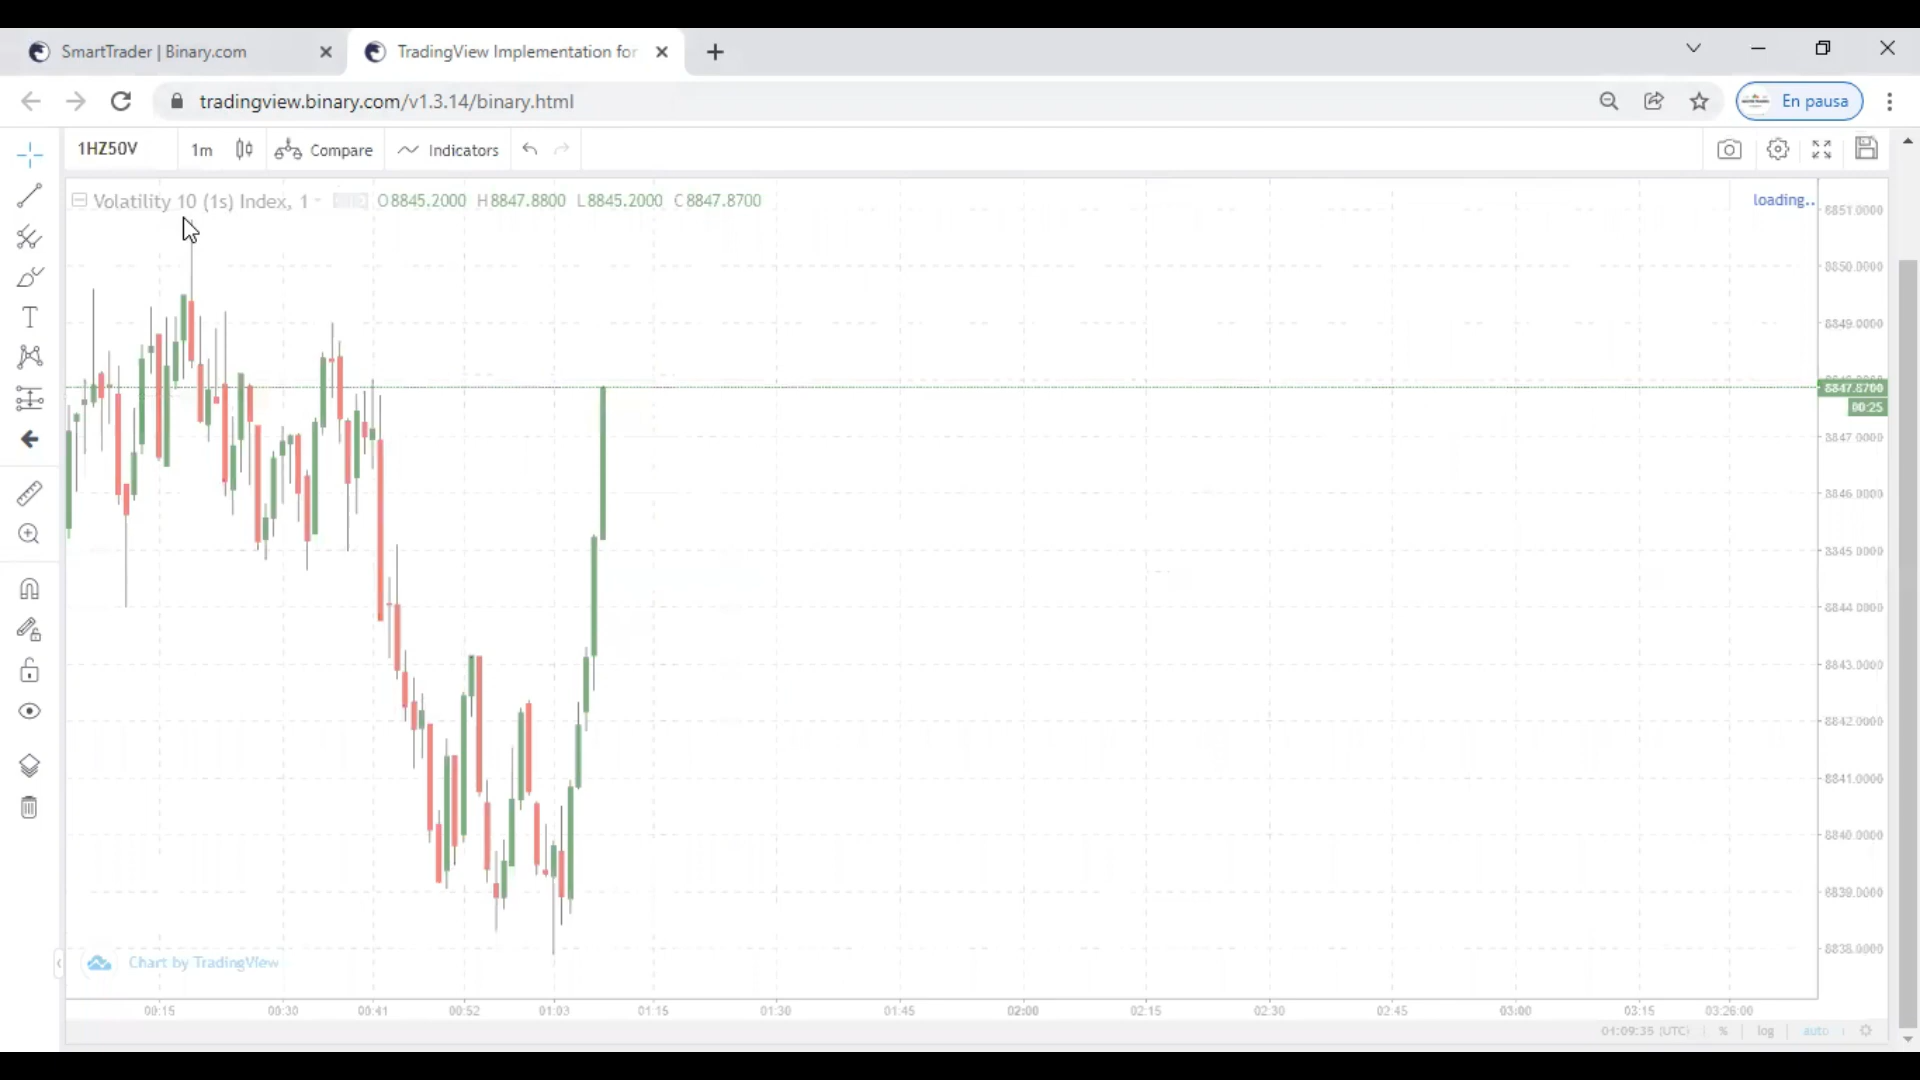 SmartTrader | Binary.com
TradingView Implementation for
tradingview.binary.com/v1.3.14/binary.html
En pausa
1HZ50V
1m
Compare
Indicators
Volatility 10 (1s) Index, 1
O8845.2000 H8847.8800 L8845.2000 C8847.8700
loading..
8851.0000
8850.0000
8849.0000
8847.8700
00:25
8847.0000
8846.0000
8845.0000
8844.0000
8843.0000
8842.0000
8841.0000
8840.0000
8839.0000
8838.0000
Chart by TradingView
00:15 00:30 00:41 00:52 01:03 01:15 01:30 01:45 02:00 02:15 02:30 02:45 03:00 03:15 03:26:00
01:09:35 (UTC) % log auto